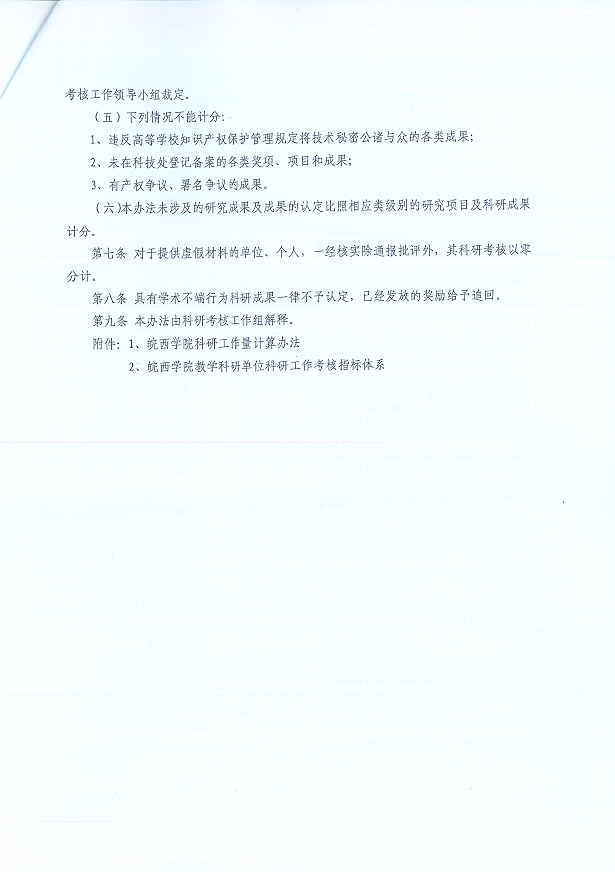 考核工作领导小组裁定。
（五）下列情况不能计分：
1、违反高等学校知识产权保护管理规定将技术秘密公诸与众的各类成果；
2、未在科技处登记备案的各类奖项、项目和成果；
3、有产权争议、署名争议的成果。
（六）本办法未涉及的研究成果及成果的认定比照相应类级别的研究项目及科研成果
计分。
第七条 对于提供虚假材料的单位、个人，一经核实除通报批评外，其科研考核以零
分计。
第八条 具有学术不端行为科研成果一律不予认定，已经发放的奖励给予追回。
第九条 本办法由科研考核工作组解释。
附件：1、皖西学院科研工作量计算办法
2、皖西学院教学科研单位科研工作考核指标体系